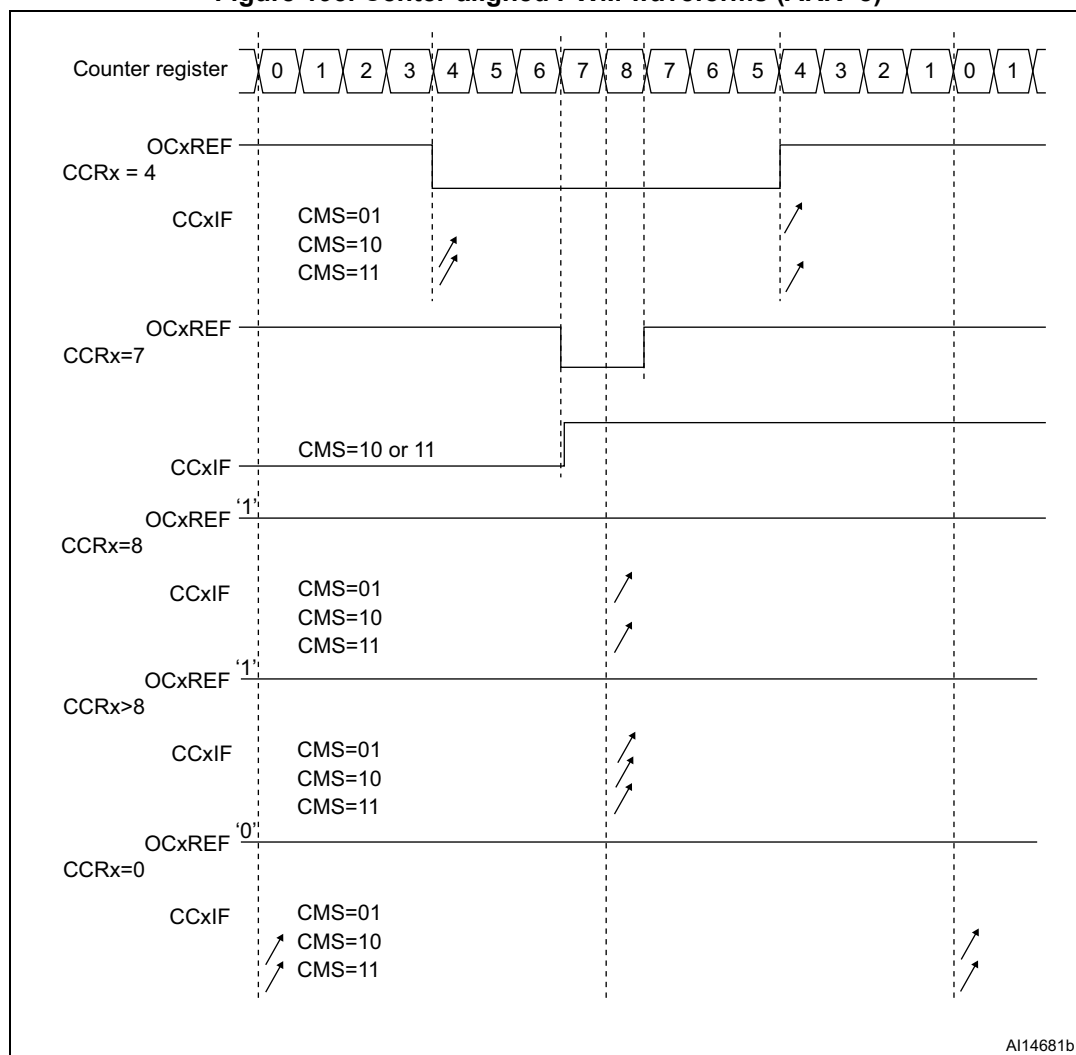 Counter register 0 1 2 3 4 5 6 7 8 7 6 5 4 3 2 1 0 1
OCxREF
CCRx = 4
CCxIF CMS=01
CMS=10
CMS=11
OCxREF
CCRx=7
CMS=10 or 11
CCxIF
OCxREF '1'
CCRx=8
CCxIF CMS=01
CMS=10
CMS=11
OCxREF '1'
CCRx>8
CCxIF CMS=01
CMS=10
CMS=11
OCxREF '0'
CCRx=0
CCxIF CMS=01
CMS=10
CMS=11
AI14681b